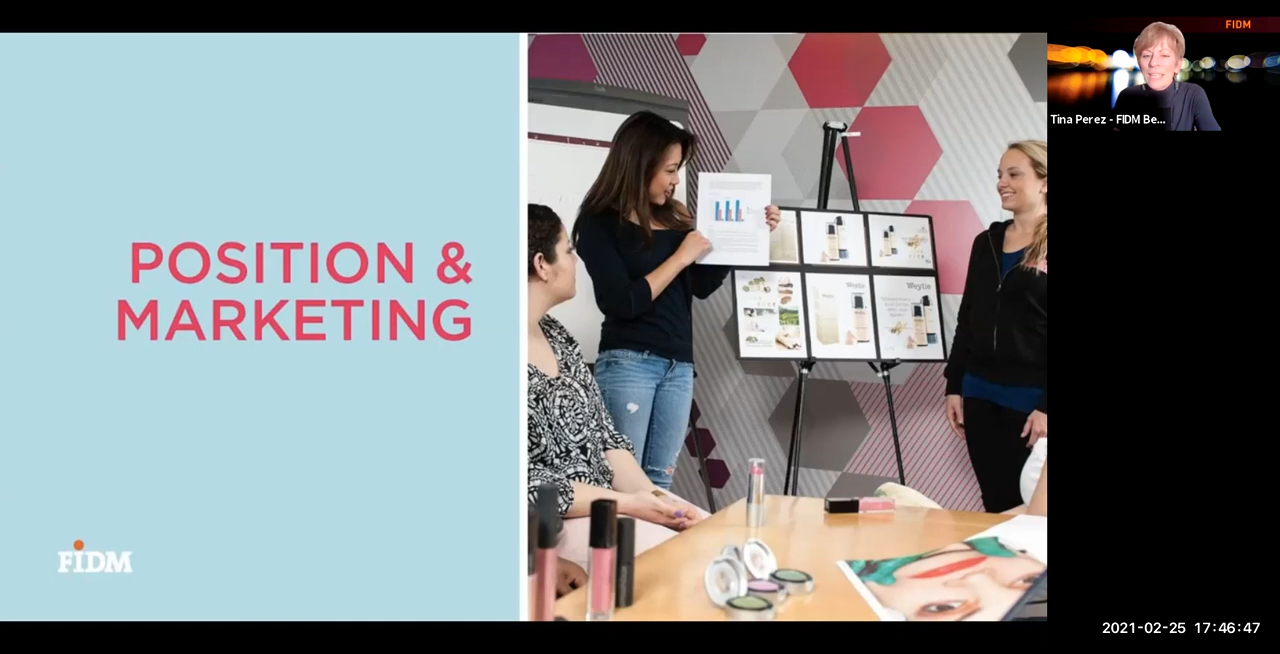 POSITION &
MARKETING
FIDM
FIDM
Tina Perez - FIDM Be...
2021-02-25 17:46:47